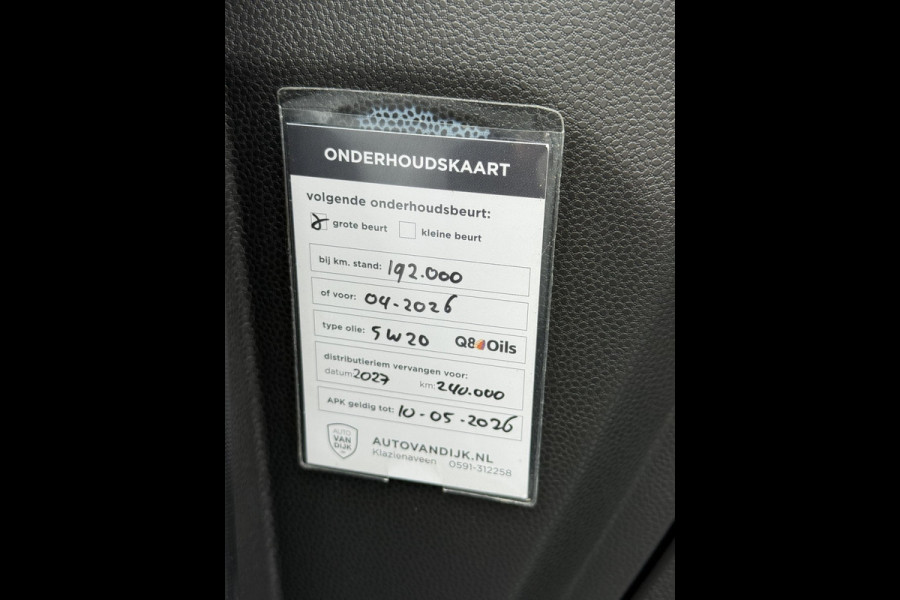 ONDERHOUDSKAART
volgende onderhoudsbeurt:
grote beurt kleine beurt
bij km. stand: 192.000
of voor: 04-2026
type olie: 5W20 Q8 Oils
distributieriem vervangen voor:
datum 2027 km: 240.000
APK geldig tot: 10-05-2026
AUTO
VAN
DIJK
AUTOVANDIJK.NL
Klazienaveen 0591-312258